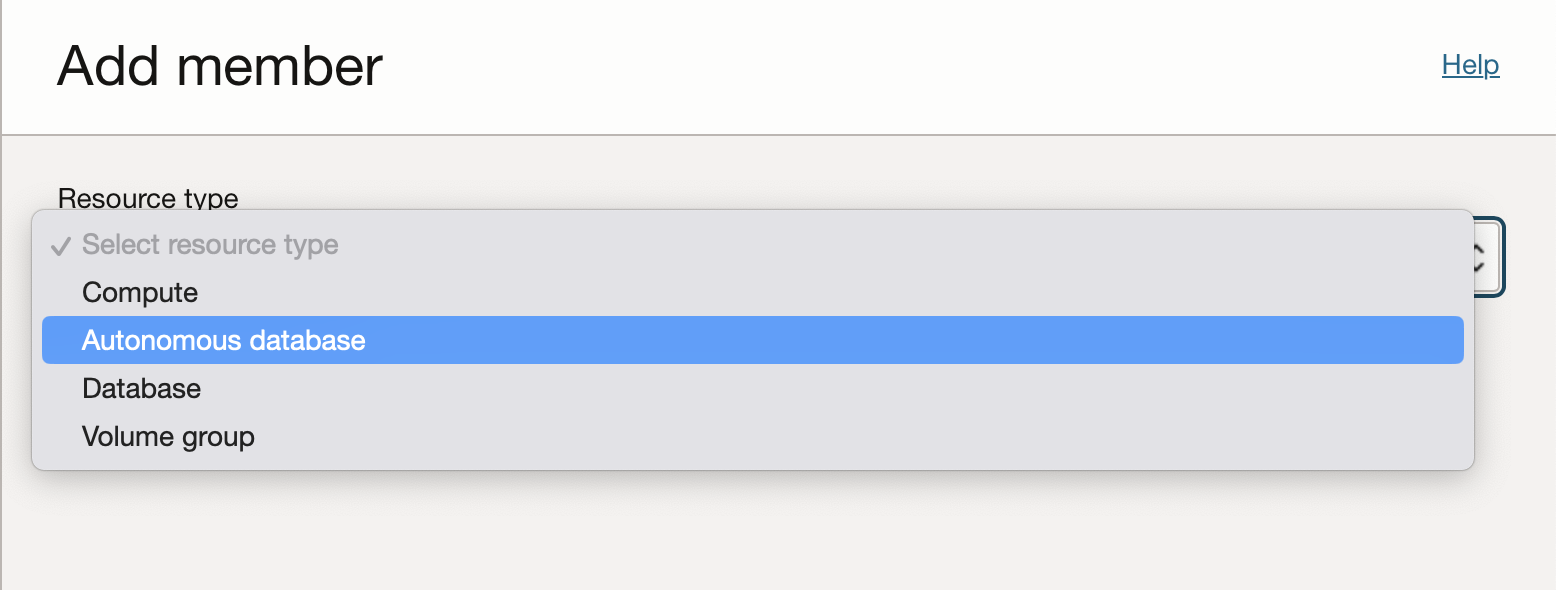 Add member
Help
Resource type
Select resource type
Compute
Autonomous database
Database
Volume group